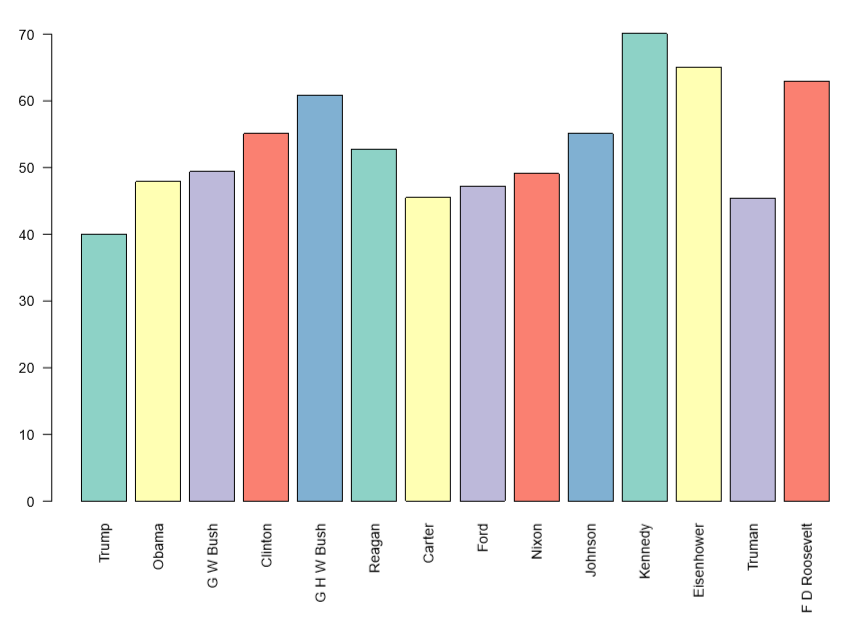 70
60
50
40
30
20
10
0
Trump
Obama
G W Bush
Clinton
G H W Bush
Reagan
Carter
Ford
Nixon
Johnson
Kennedy
Eisenhower
Truman
F D Roosevelt